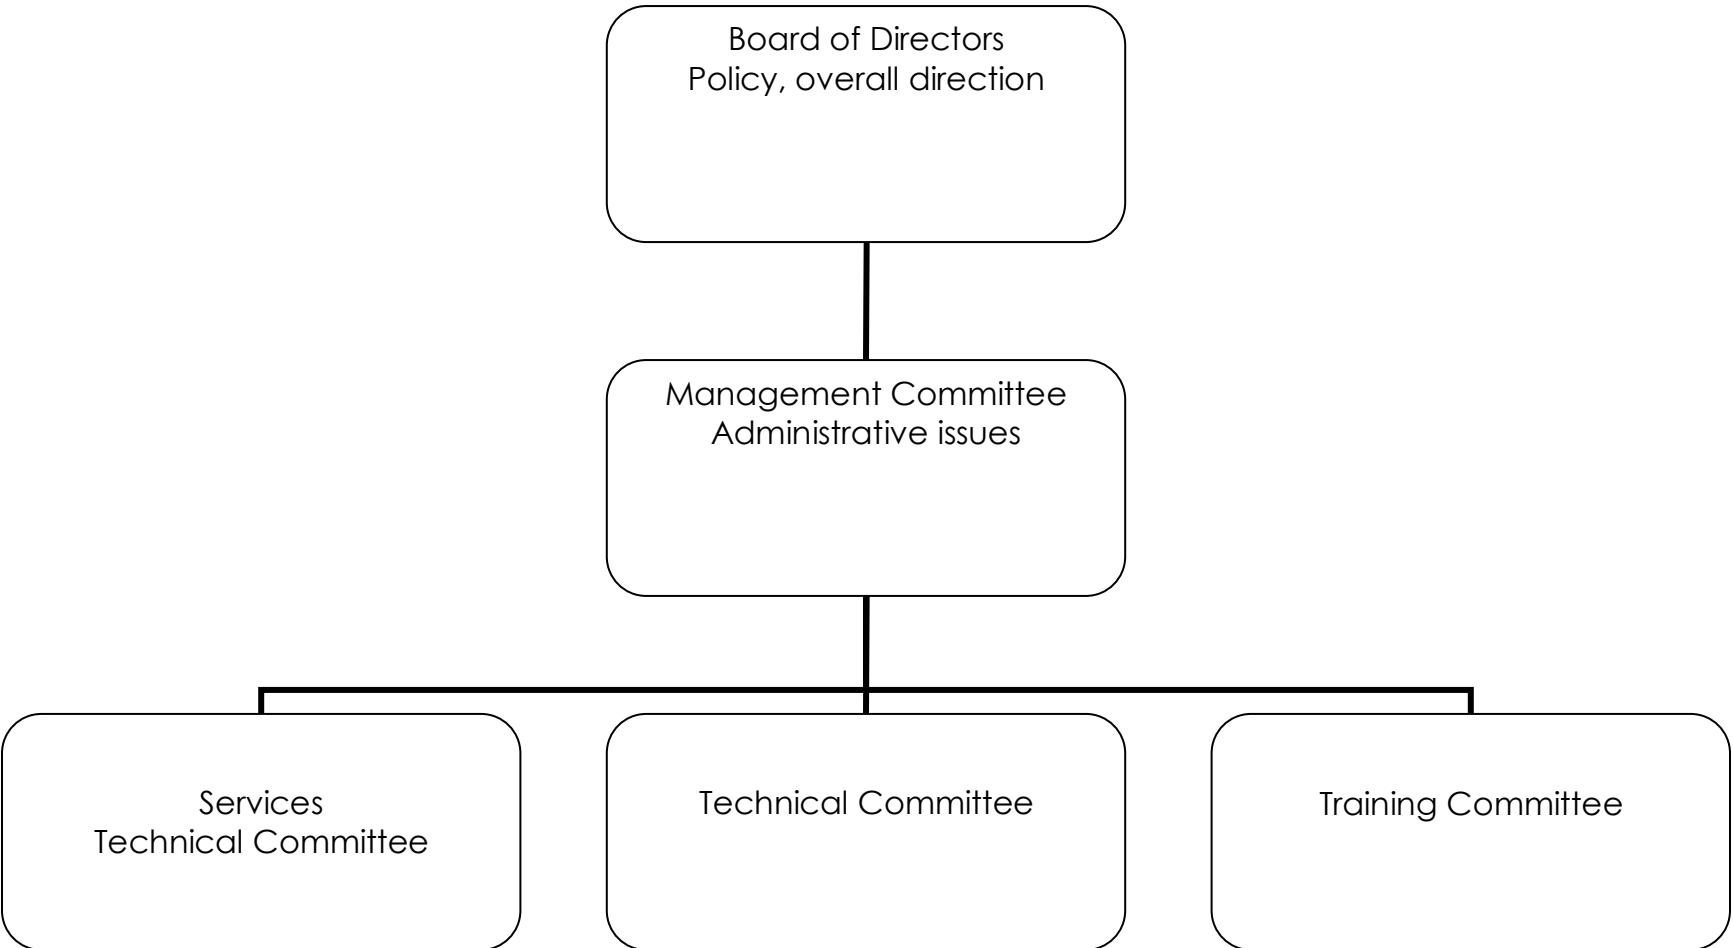 Board of Directors
Policy, overall direction
Management Committee
Administrative issues
Services
Technical Committee
Technical Committee
Training Committee